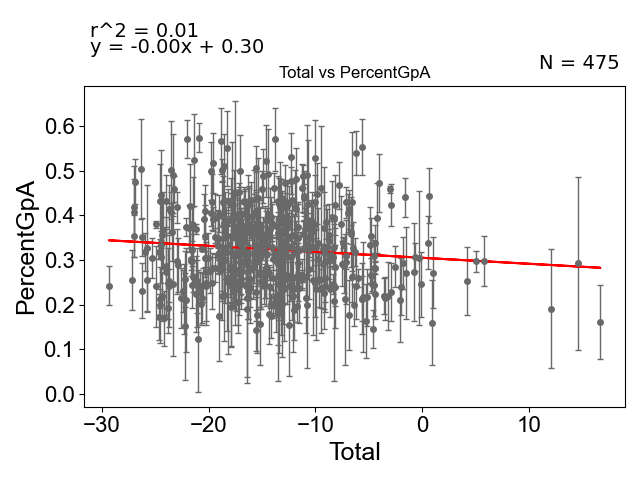 r^2 = 0.01
y = -0.00x + 0.30
N = 475
Total vs PercentGpA
PercentGpA
0.6
0.5
0.4
0.3
0.2
0.1
0.0
−30 −20 −10 0 10
Total